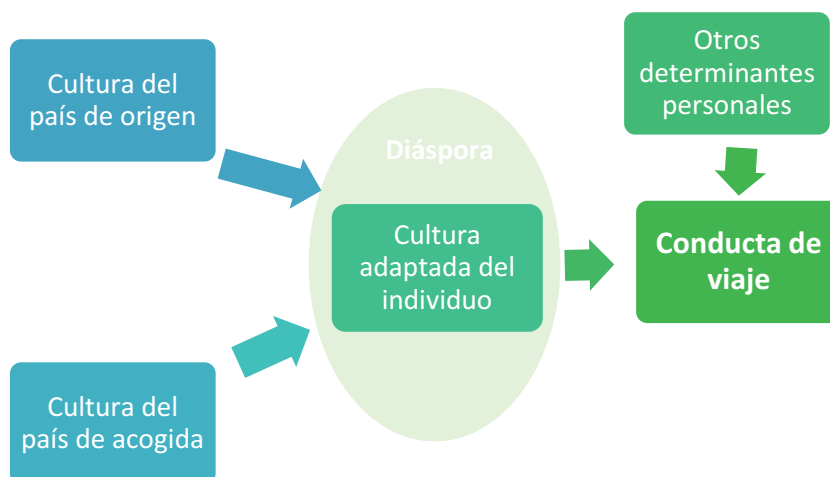 Cultura del
país de origen
Otros
determinantes
personales
Diáspora
Cultura
adaptada del
individuo
Conducta de
viaje
Cultura del
país de acogida